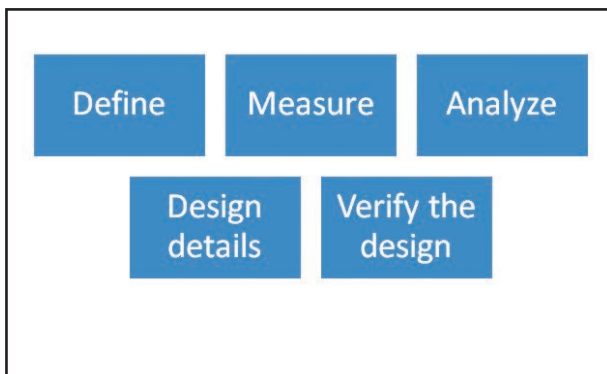 Define
Measure
Analyze
Design
details
Verify the
design